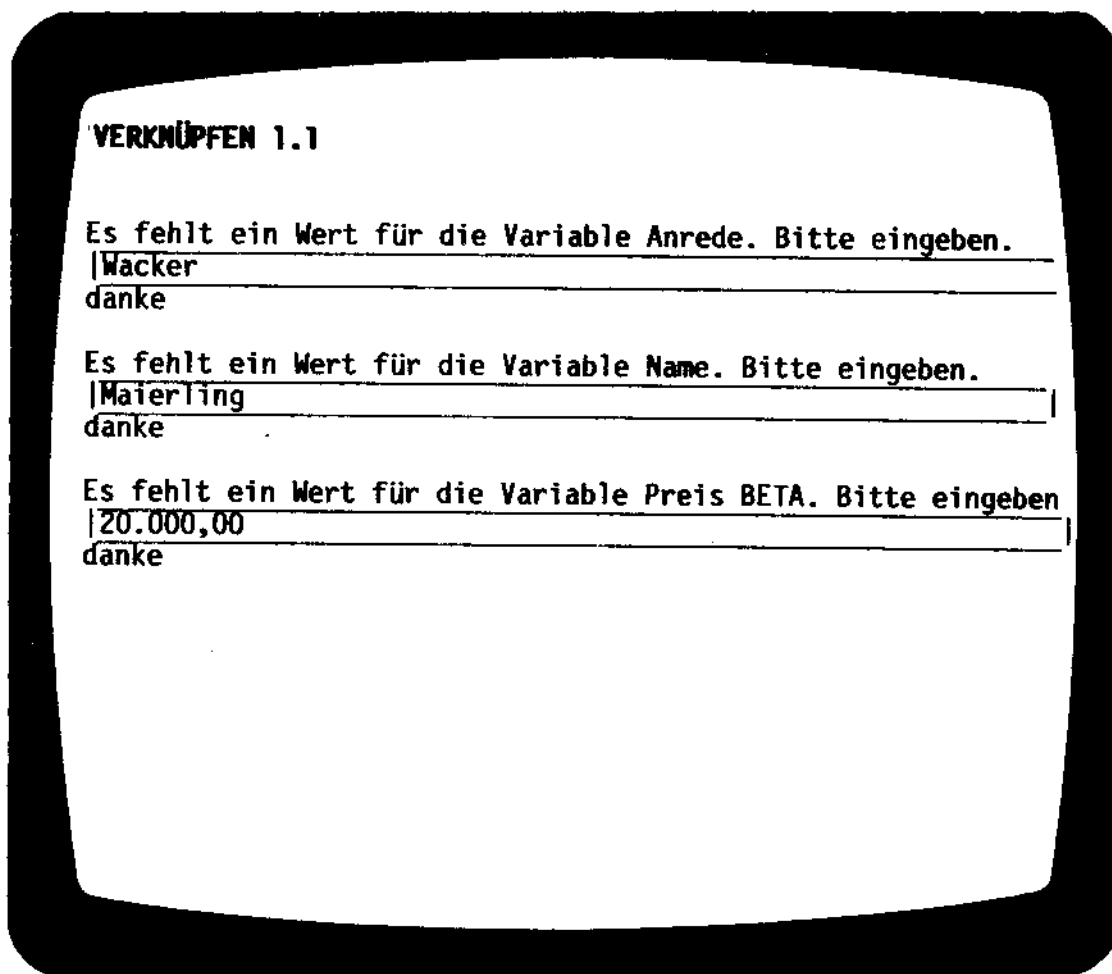 VERKNÜPFEN 1.1
Es fehlt ein Wert für die Variable Anrede. Bitte eingeben.
|Wacker
danke
Es fehlt ein Wert für die Variable Name. Bitte eingeben.
|Maierling |
danke
Es fehlt ein Wert für die Variable Preis BETA. Bitte eingeben
|20.000,00 |
danke